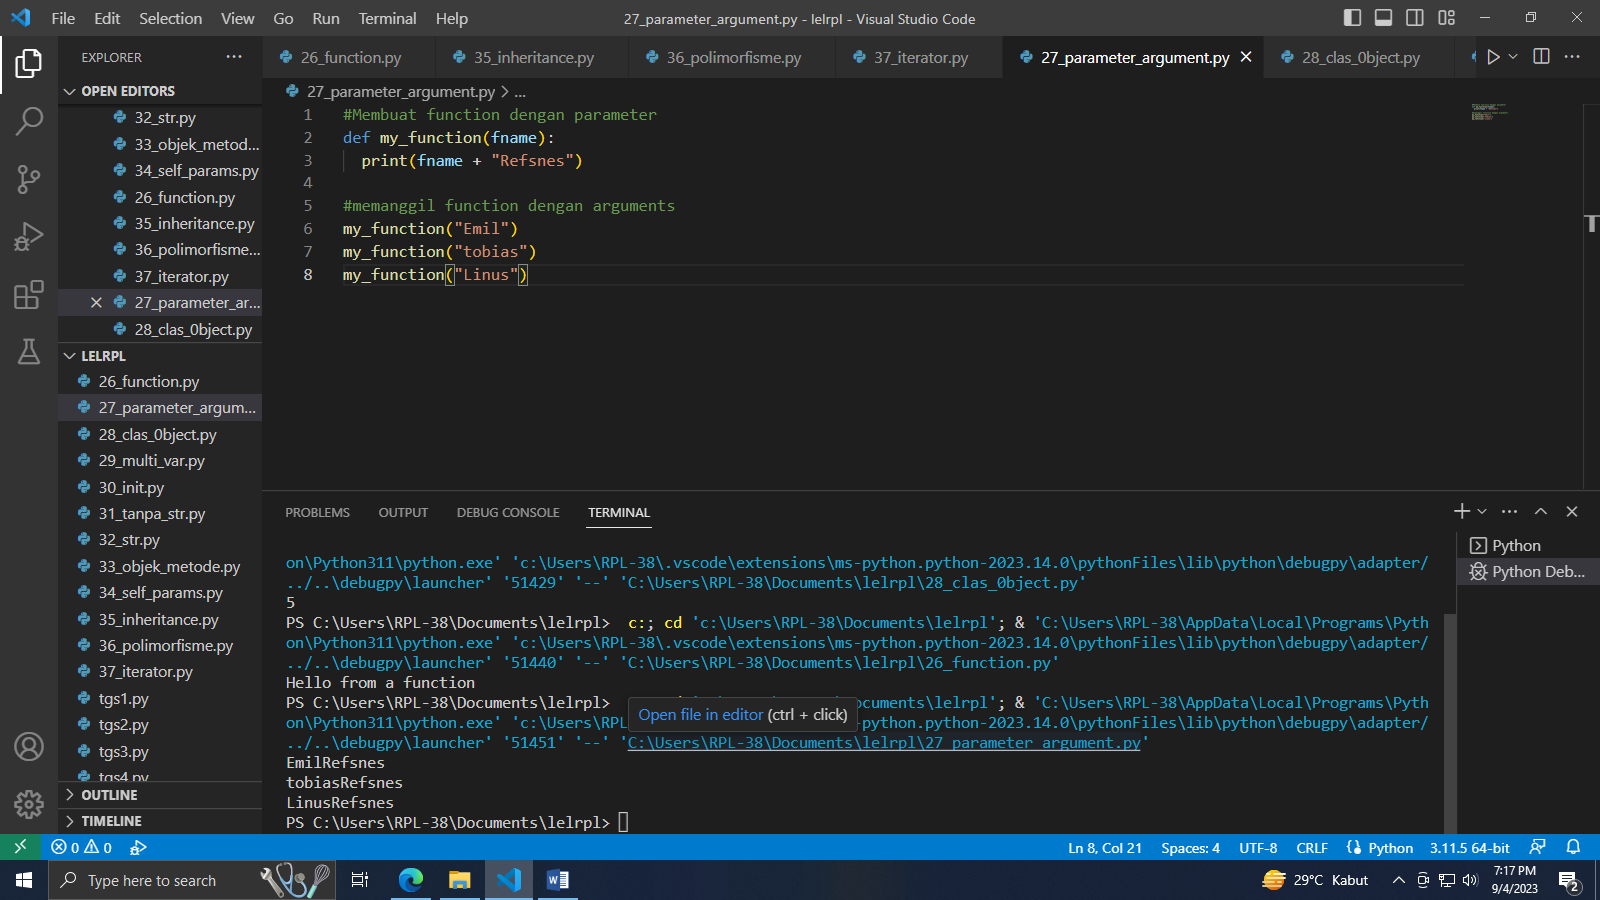 File Edit Selection View Go Run Terminal Help
27_parameter_argument.py - lelrpl - Visual Studio Code
EXPLORER
OPEN EDITORS
32_str.py
33_objek_metod...
34_self_params.py
26_function.py
35_inheritance.py
36_polimorfisme...
37_iterator.py
27_parameter_ar...
28_clas_0bject.py
LELRPL
26_function.py
27_parameter_argum...
28_clas_0bject.py
29_multi_var.py
30_init.py
31_tanpa_str.py
32_str.py
33_objek_metode.py
34_self_params.py
35_inheritance.py
36_polimorfisme.py
37_iterator.py
tgs1.py
tgs2.py
tgs3.py
tgs4.py
OUTLINE
TIMELINE
26_function.py 35_inheritance.py 36_polimorfisme.py 37_iterator.py 27_parameter_argument.py 28_clas_0bject.py
27_parameter_argument.py > ...
1 #Membuat function dengan parameter
2 def my_function(fname):
3 print(fname + "Refsnes")
4
5 #memanggil function dengan arguments
6 my_function("Emil")
7 my_function("tobias")
8 my_function("Linus")
PROBLEMS OUTPUT DEBUG CONSOLE TERMINAL
Python
Python Deb...
on\Python311\python.exe' 'c:\Users\RPL-38\.vscode\extensions\ms-python.python-2023.14.0\pythonFiles\lib\python\debugpy\adapter/
../..\debugpy\launcher' '51429' '--' 'C:\Users\RPL-38\Documents\lelrpl\28_clas_0bject.py'
5
PS C:\Users\RPL-38\Documents\lelrpl> c:; cd 'c:\Users\RPL-38\Documents\lelrpl'; & 'C:\Users\RPL-38\AppData\Local\Programs\Pyth
on\Python311\python.exe' 'c:\Users\RPL-38\.vscode\extensions\ms-python.python-2023.14.0\pythonFiles\lib\python\debugpy\adapter/
../..\debugpy\launcher' '51440' '--' 'C:\Users\RPL-38\Documents\lelrpl\26_function.py'
Hello from a function
PS C:\Users\RPL-38\Documents\lelrpl> ocuments\lelrpl'; & 'C:\Users\RPL-38\AppData\Local\Programs\Pyth
Open file in editor (ctrl + click)
on\Python311\python.exe' 'c:\Users\RPL -python.python-2023.14.0\pythonFiles\lib\python\debugpy\adapter/
../..\debugpy\launcher' '51451' '--' 'C:\Users\RPL-38\Documents\lelrpl\27_parameter_argument.py'
EmilRefsnes
tobiasRefsnes
LinusRefsnes
PS C:\Users\RPL-38\Documents\lelrpl>
0 0 Ln 8, Col 21 Spaces: 4 UTF-8 CRLF Python 3.11.5 64-bit
Type here to search
29°C Kabut
7:17 PM
9/4/2023
2